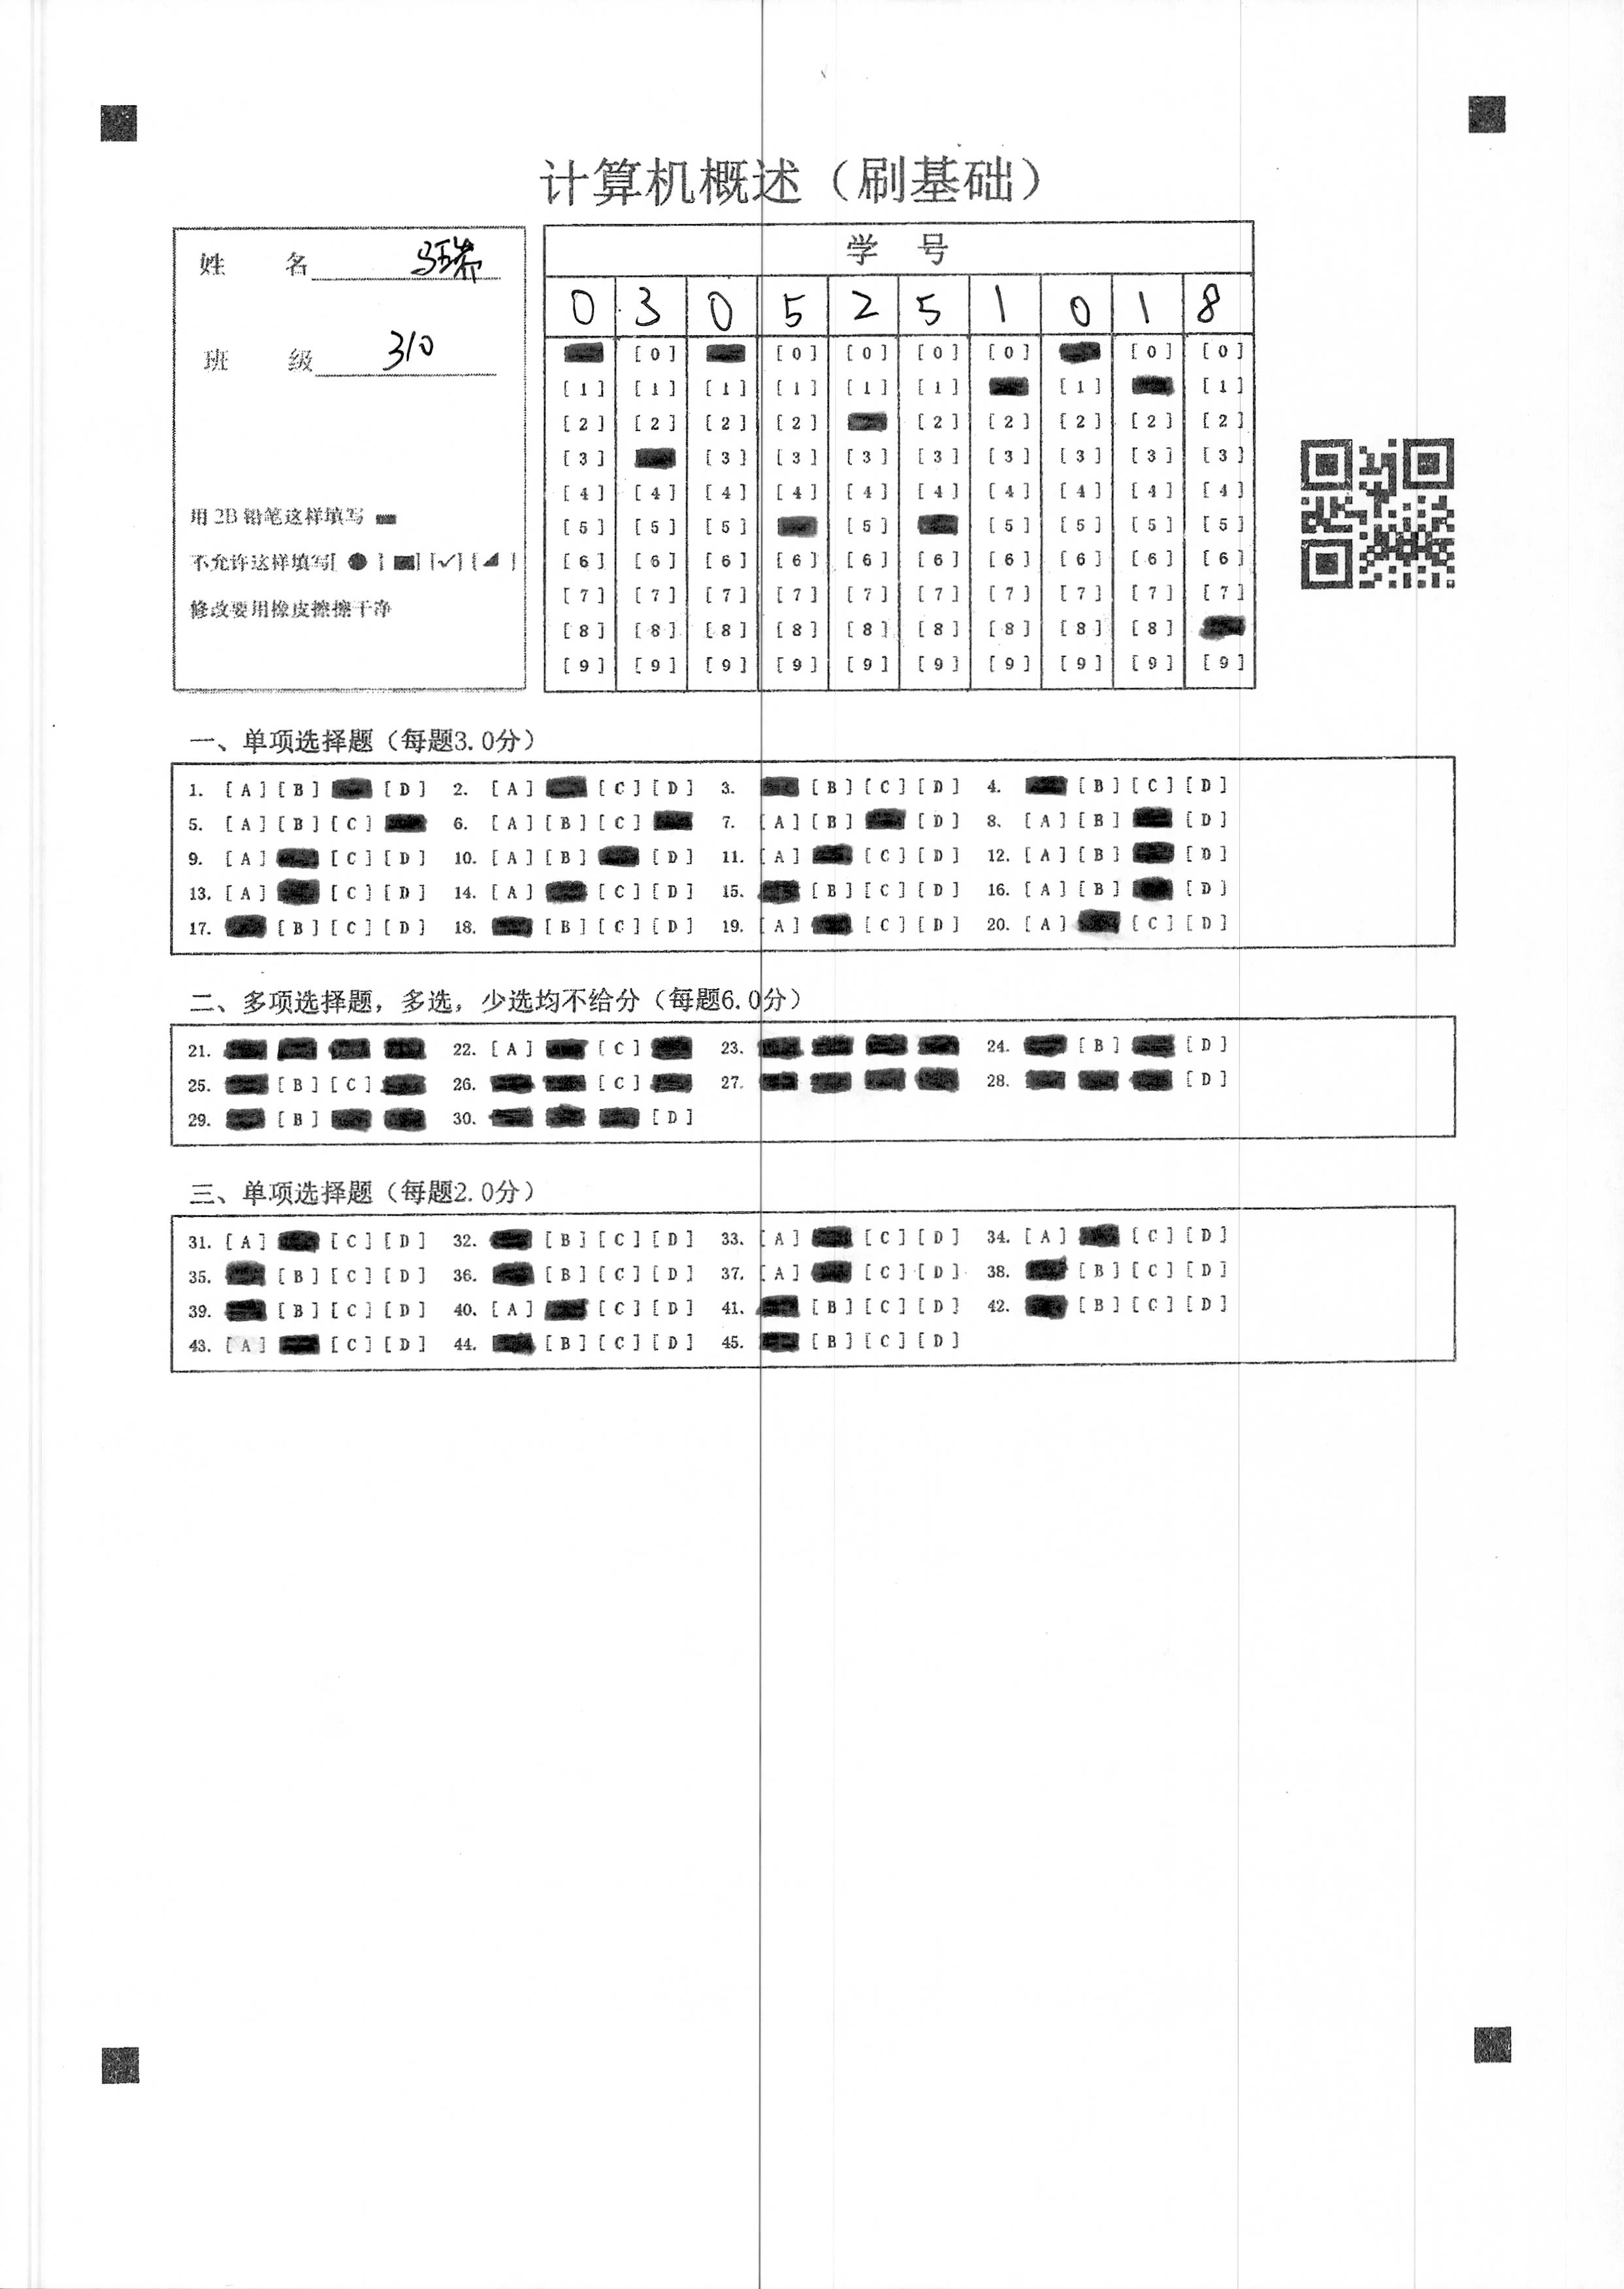 计算机概述（刷基础）
姓 名
班 级 310
用 2B 铅笔这样填写
不允许这样填写[ ● ] [ ■ ] [✓] [◢ ]
修改要用橡皮擦擦干净
学 号
0 3 0 5 2 5 1 0 1 8
[0] [0] [0] [0] [0] [0] [0]
[1] [1] [1] [1] [1] [1] [1] [1]
[2] [2] [2] [2] [2] [2] [2] [2] [2]
[3] [3] [3] [3] [3] [3] [3] [3] [3]
[4] [4] [4] [4] [4] [4] [4] [4] [4] [4]
[5] [5] [5] [5] [5] [5] [5] [5]
[6] [6] [6] [6] [6] [6] [6] [6] [6] [6]
[7] [7] [7] [7] [7] [7] [7] [7] [7] [7]
[8] [8] [8] [8] [8] [8] [8] [8] [8]
[9] [9] [9] [9] [9] [9] [9] [9] [9] [9]
一、单项选择题（每题3.0分）
1. [A] [B] [D] 2. [A] [C] [D] 3. [B] [C] [D] 4. [B] [C] [D]
5. [A] [B] [C] 6. [A] [B] [C] 7. [A] [B] [D] 8. [A] [B] [D]
9. [A] [C] [D] 10. [A] [B] [D] 11. [A] [C] [D] 12. [A] [B] [D]
13. [A] [C] [D] 14. [A] [C] [D] 15. [B] [C] [D] 16. [A] [B] [D]
17. [B] [C] [D] 18. [B] [C] [D] 19. [A] [C] [D] 20. [A] [C] [D]
二、多项选择题，多选，少选均不给分（每题6.0分）
21. 22. [A] [C] 23. 24. [B] [D]
25. [B] [C] 26. [C] 27. 28. [D]
29. [B] 30. [D]
三、单项选择题（每题2.0分）
31. [A] [C] [D] 32. [B] [C] [D] 33. [A] [C] [D] 34. [A] [C] [D]
35. [B] [C] [D] 36. [B] [C] [D] 37. [A] [C] [D] 38. [B] [C] [D]
39. [B] [C] [D] 40. [A] [C] [D] 41. [B] [C] [D] 42. [B] [C] [D]
43. [A] [C] [D] 44. [B] [C] [D] 45. [B] [C] [D]